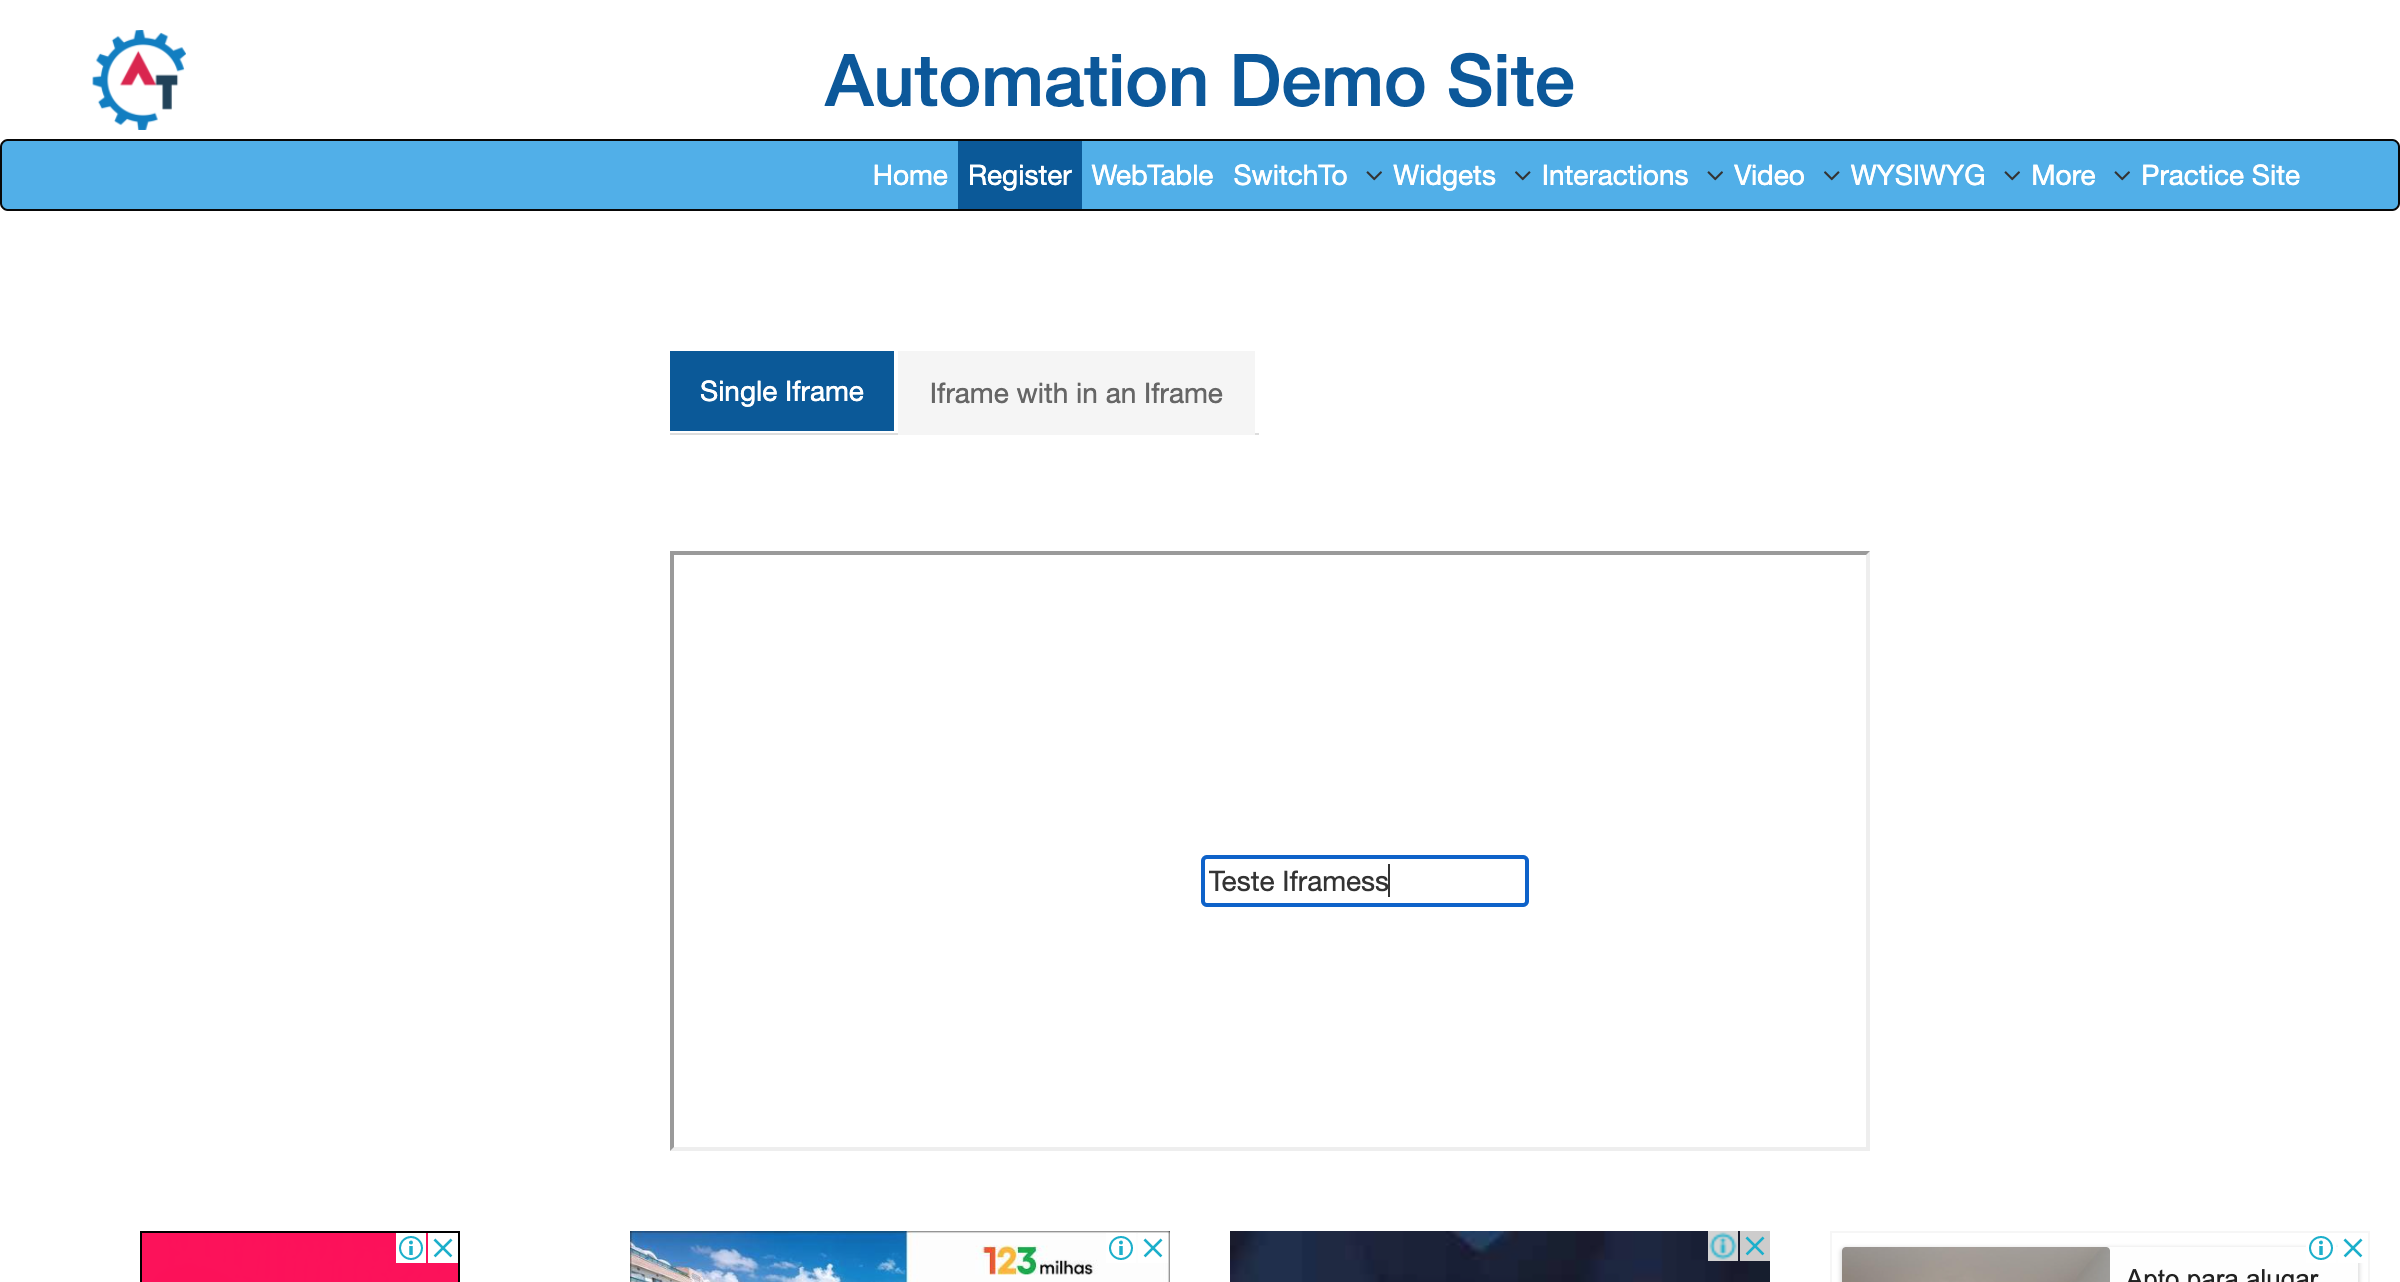 AT
Automation Demo Site
Home Register WebTable SwitchTo Widgets Interactions Video WYSIWYG More Practice Site
Single Iframe Iframe with in an Iframe
Teste Iframess
123milhas
Apto para alugar